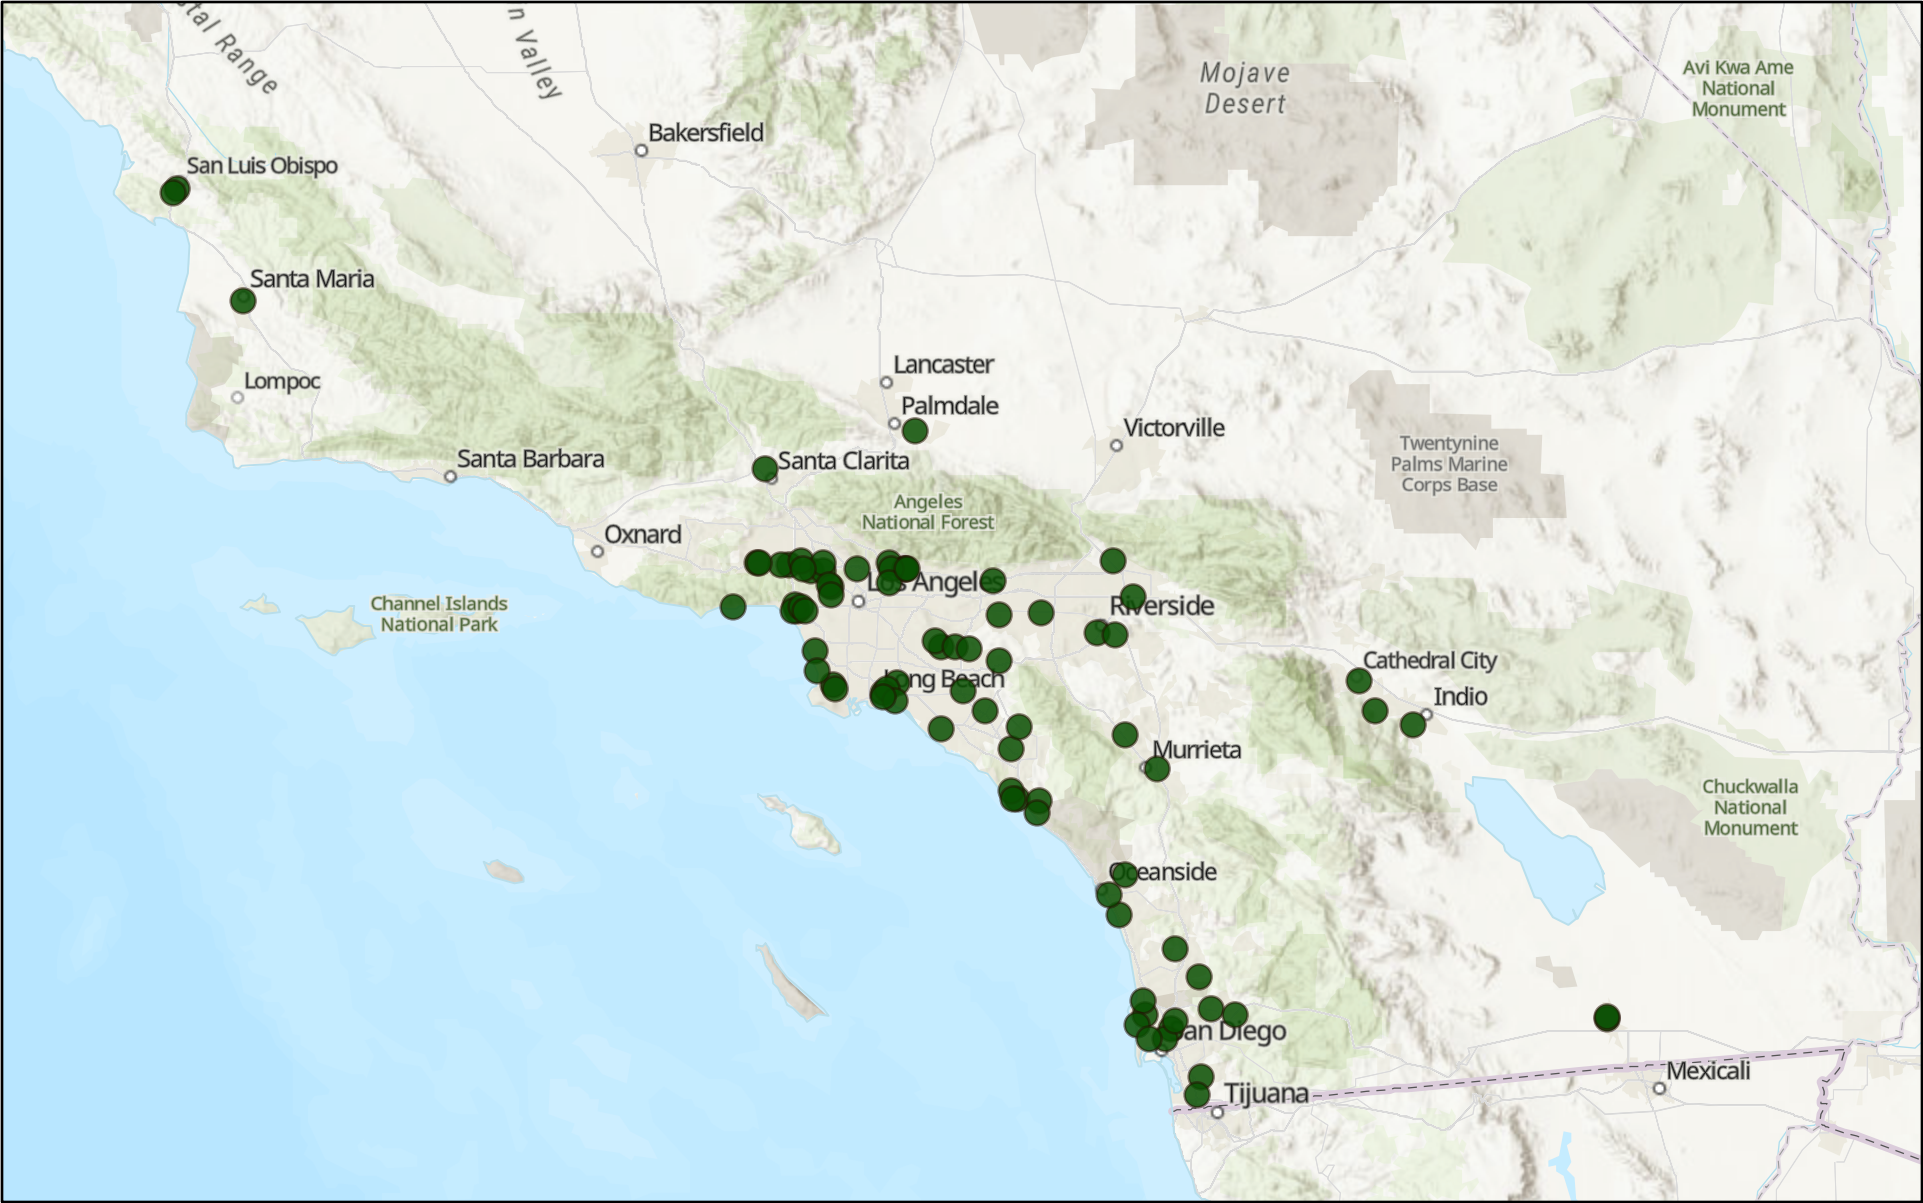 tal Range
n Valley
Mojave
Desert
Avi Kwa Ame
National
Monument
Bakersfield
San Luis Obispo
Santa Maria
Lancaster
Lompoc
Palmdale
Victorville
Santa Barbara
Santa Clarita
Twentynine
Palms Marine
Corps Base
Angeles
National Forest
Oxnard
Los Angeles
Channel Islands
National Park
Riverside
Cathedral City
Long Beach
Indio
Murrieta
Chuckwalla
National
Monument
Oceanside
San Diego
Mexicali
Tijuana